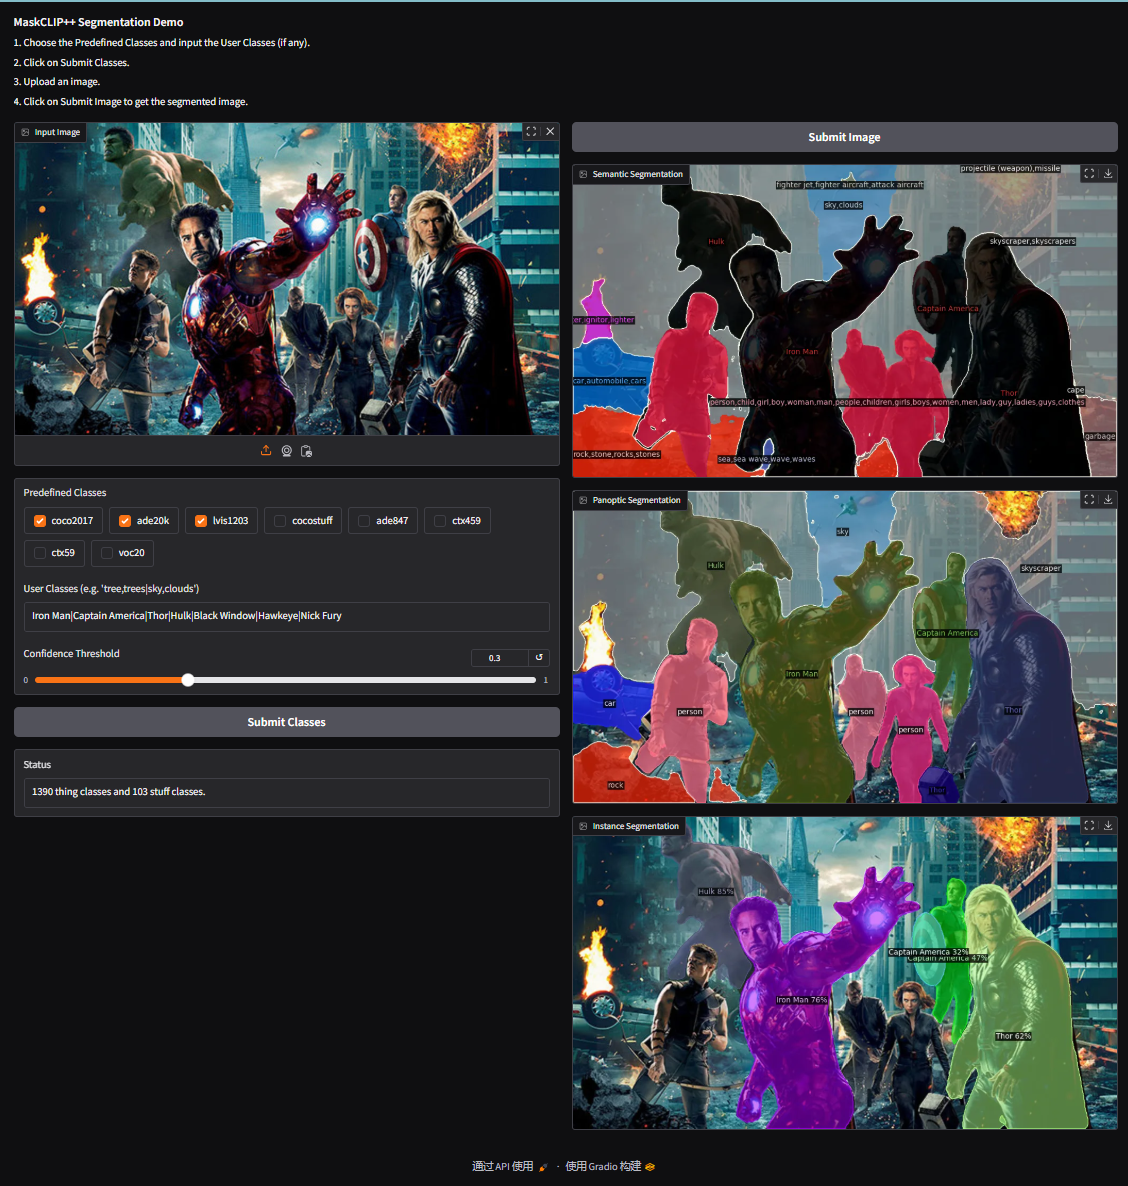 MaskCLIP++ Segmentation Demo
1. Choose the Predefined Classes and input the User Classes (if any).
2. Click on Submit Classes.
3. Upload an image.
4. Click on Submit Image to get the segmented image.
Input Image
Predefined Classes
coco2017
ade20k
lvis1203
cocostuff
ade847
ctx459
ctx59
voc20
User Classes (e.g. 'tree,trees|sky,clouds')
Iron Man|Captain America|Thor|Hulk|Black Window|Hawkeye|Nick Fury
Confidence Threshold
0.3
0
1
Submit Classes
Status
1390 thing classes and 103 stuff classes.
Submit Image
Semantic Segmentation
projectile (weapon),missile
fighter jet,fighter aircraft,attack aircraft
sky,clouds
Hulk
skyscraper,skyscrapers
Captain America
er,ignitor,lighter
Iron Man
car,automobile,cars
Thor
cape
person,child,girl,boy,woman,man,people,children,girls,boys,women,men,lady,guy,ladies,guys,clothes
garbage
rock,stone,rocks,stones
sea,sea wave,wave,waves
Panoptic Segmentation
sky
Hulk
skyscraper
Captain America
Iron Man
car
person
person
Thor
person
rock
Thor
Instance Segmentation
Hulk 85%
Captain America 32%
Captain America 47%
Iron Man 76%
Thor 62%
通过 API 使用
·
使用 Gradio 构建